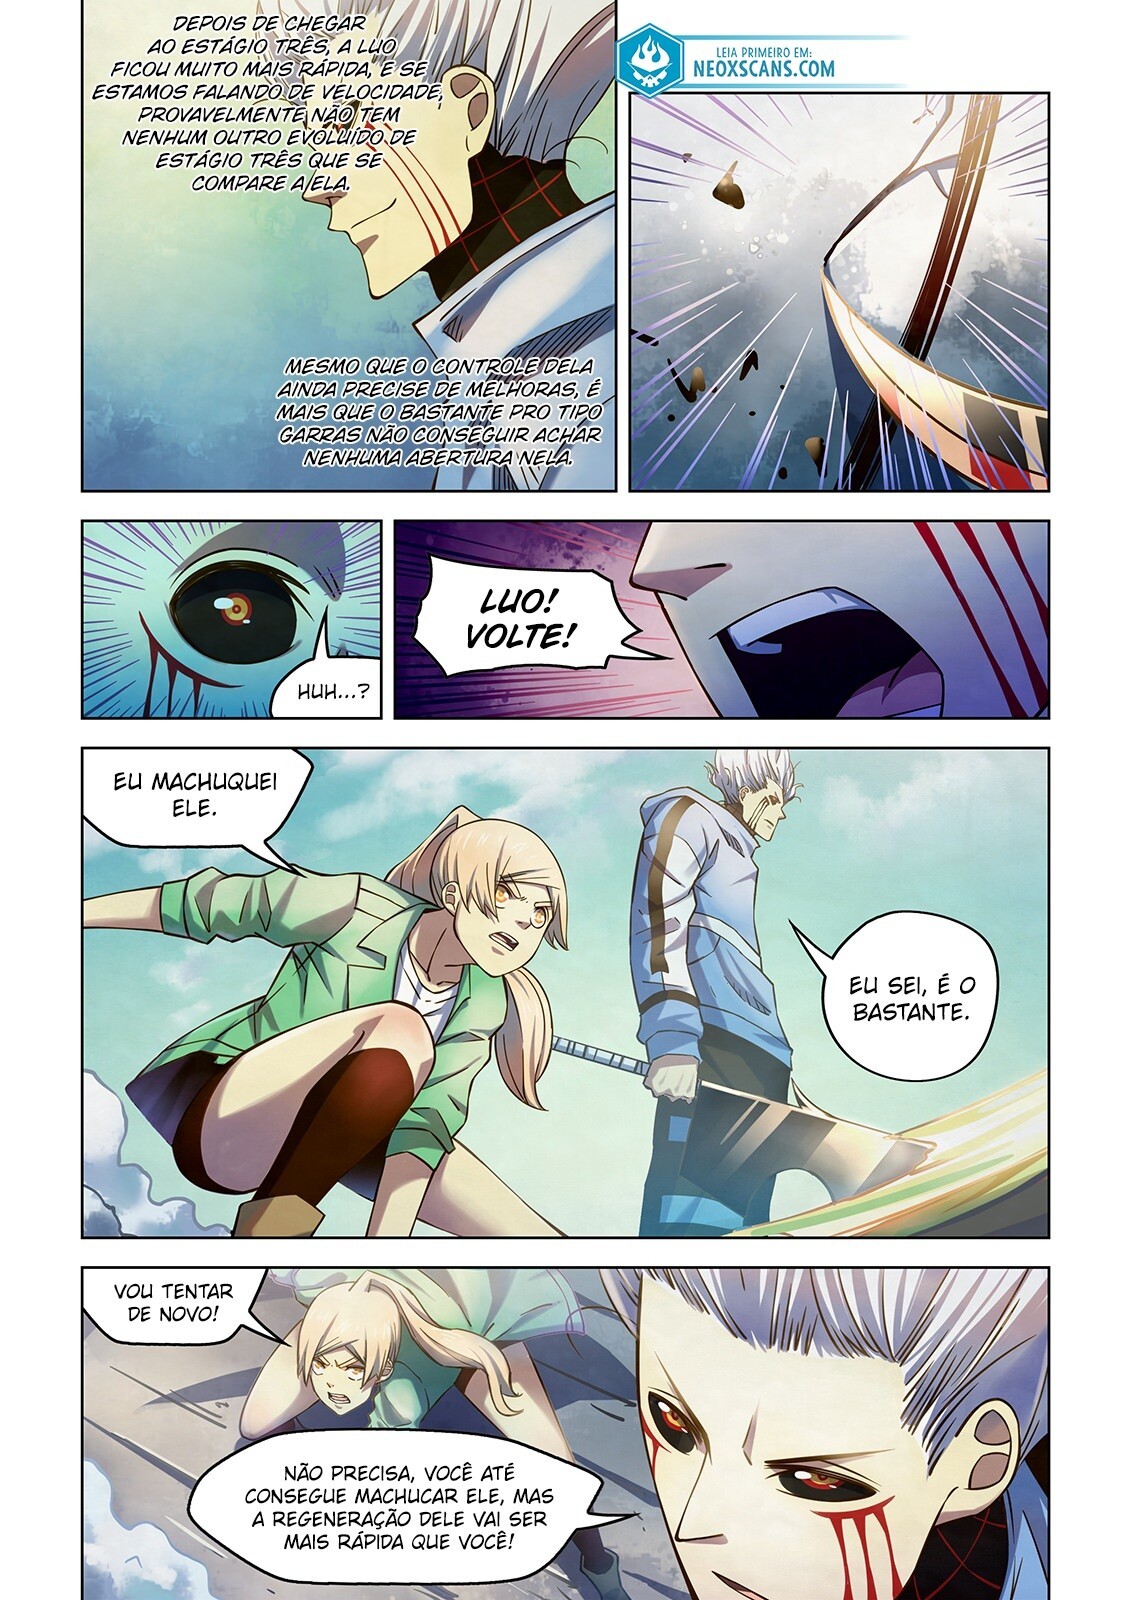 DEPOIS DE CHEGAR
AO ESTÁGIO TRÊS, A LUO
FICOU MUITO MAIS RÁPIDA, E SE
ESTAMOS FALANDO DE VELOCIDADE,
PROVAVELMENTE NÃO TEM
NENHUM OUTRO EVOLUÍDO DE
ESTÁGIO TRÊS QUE SE
COMPARE A ELA.
MESMO QUE O CONTROLE DELA
AINDA PRECISE DE MELHORAS, É
MAIS QUE O BASTANTE PRO TIPO
GARRAS NÃO CONSEGUIR ACHAR
NENHUMA ABERTURA NELA.
LEIA PRIMEIRO EM:
NEOXSCANS.COM
HUH...?
LUO!
VOLTE!
EU MACHUQUEI
ELE.
EU SEI, É O
BASTANTE.
VOU TENTAR
DE NOVO!
NÃO PRECISA, VOCÊ ATÉ
CONSEGUE MACHUCAR ELE, MAS
A REGENERAÇÃO DELE VAI SER
MAIS RÁPIDA QUE VOCÊ!